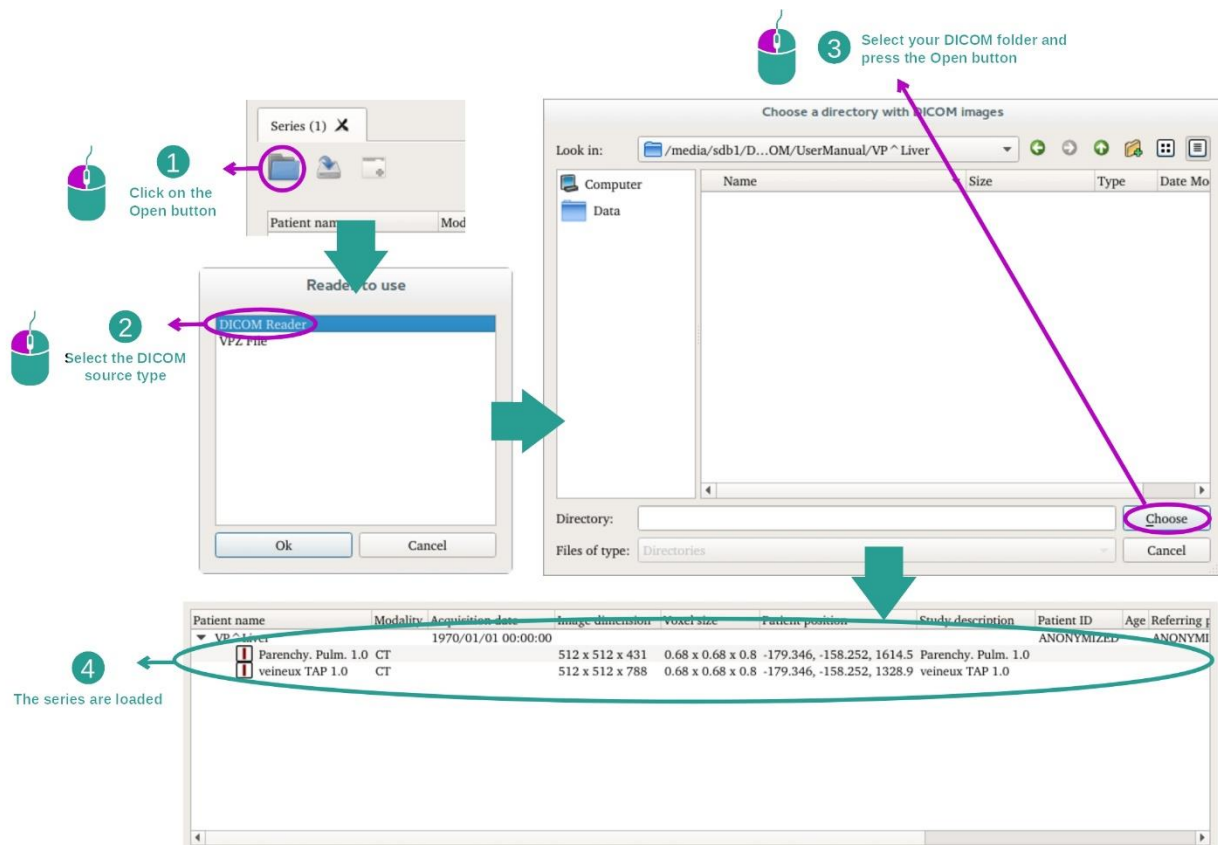 3
Select your DICOM folder and
press the Open button
Series (1)
1
Click on the
Open button
Patient name Mod
Choose a directory with DICOM images
Look in: /media/sdb1/D...OM/UserManual/VP^Liver
Computer
Data
Name Size Type Date Mo
Reader to use
DICOM Reader
VPZ File
2
Select the DICOM
source type
Ok Cancel
Directory: Choose
Files of type: Directories Cancel
Patient name Modality Acquisition date Image dimension Voxel size Patient position Study description Patient ID Age Referring p
VP^Liver 1970/01/01 00:00:00 ANONYMIZED ANONYMI
Parenchy. Pulm. 1.0 CT 512 x 512 x 431 0.68 x 0.68 x 0.8 -179.346, -158.252, 1614.5 Parenchy. Pulm. 1.0
veineux TAP 1.0 CT 512 x 512 x 788 0.68 x 0.68 x 0.8 -179.346, -158.252, 1328.9 veineux TAP 1.0
4
The series are loaded